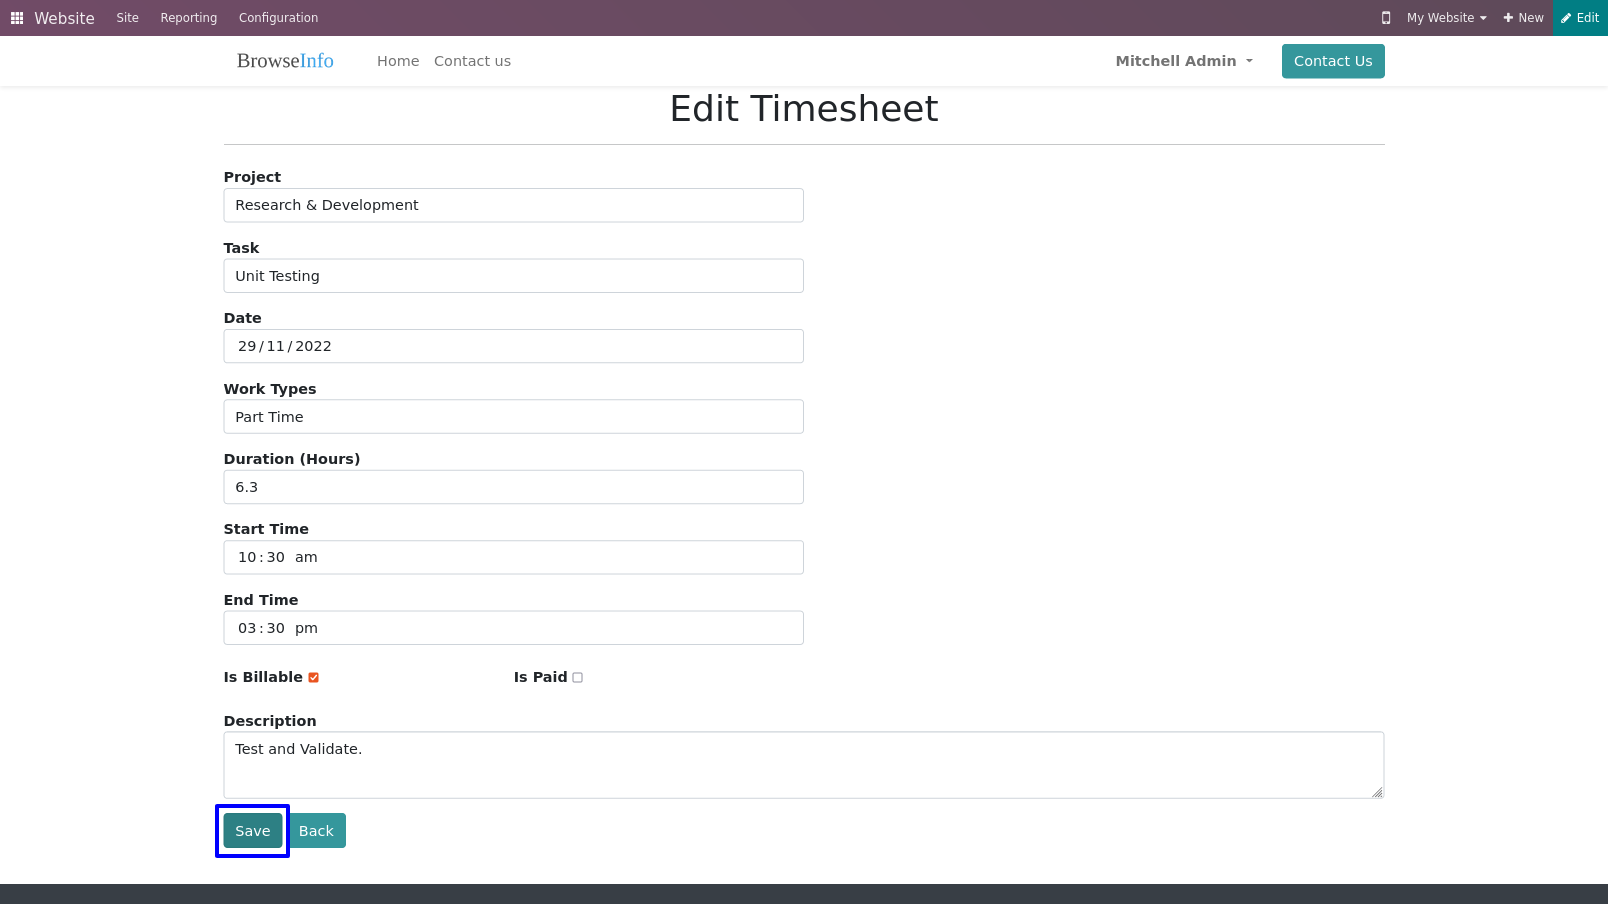 Website Site Reporting Configuration My Website New Edit
BrowseInfo Home Contact us Mitchell Admin Contact Us
Edit Timesheet
Project
Research & Development
Task
Unit Testing
Date
29/11/2022
Work Types
Part Time
Duration (Hours)
6.3
Start Time
10:30 am
End Time
03:30 pm
Is Billable Is Paid
Description
Test and Validate.
Save Back